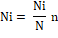 Ni = Ni/N n